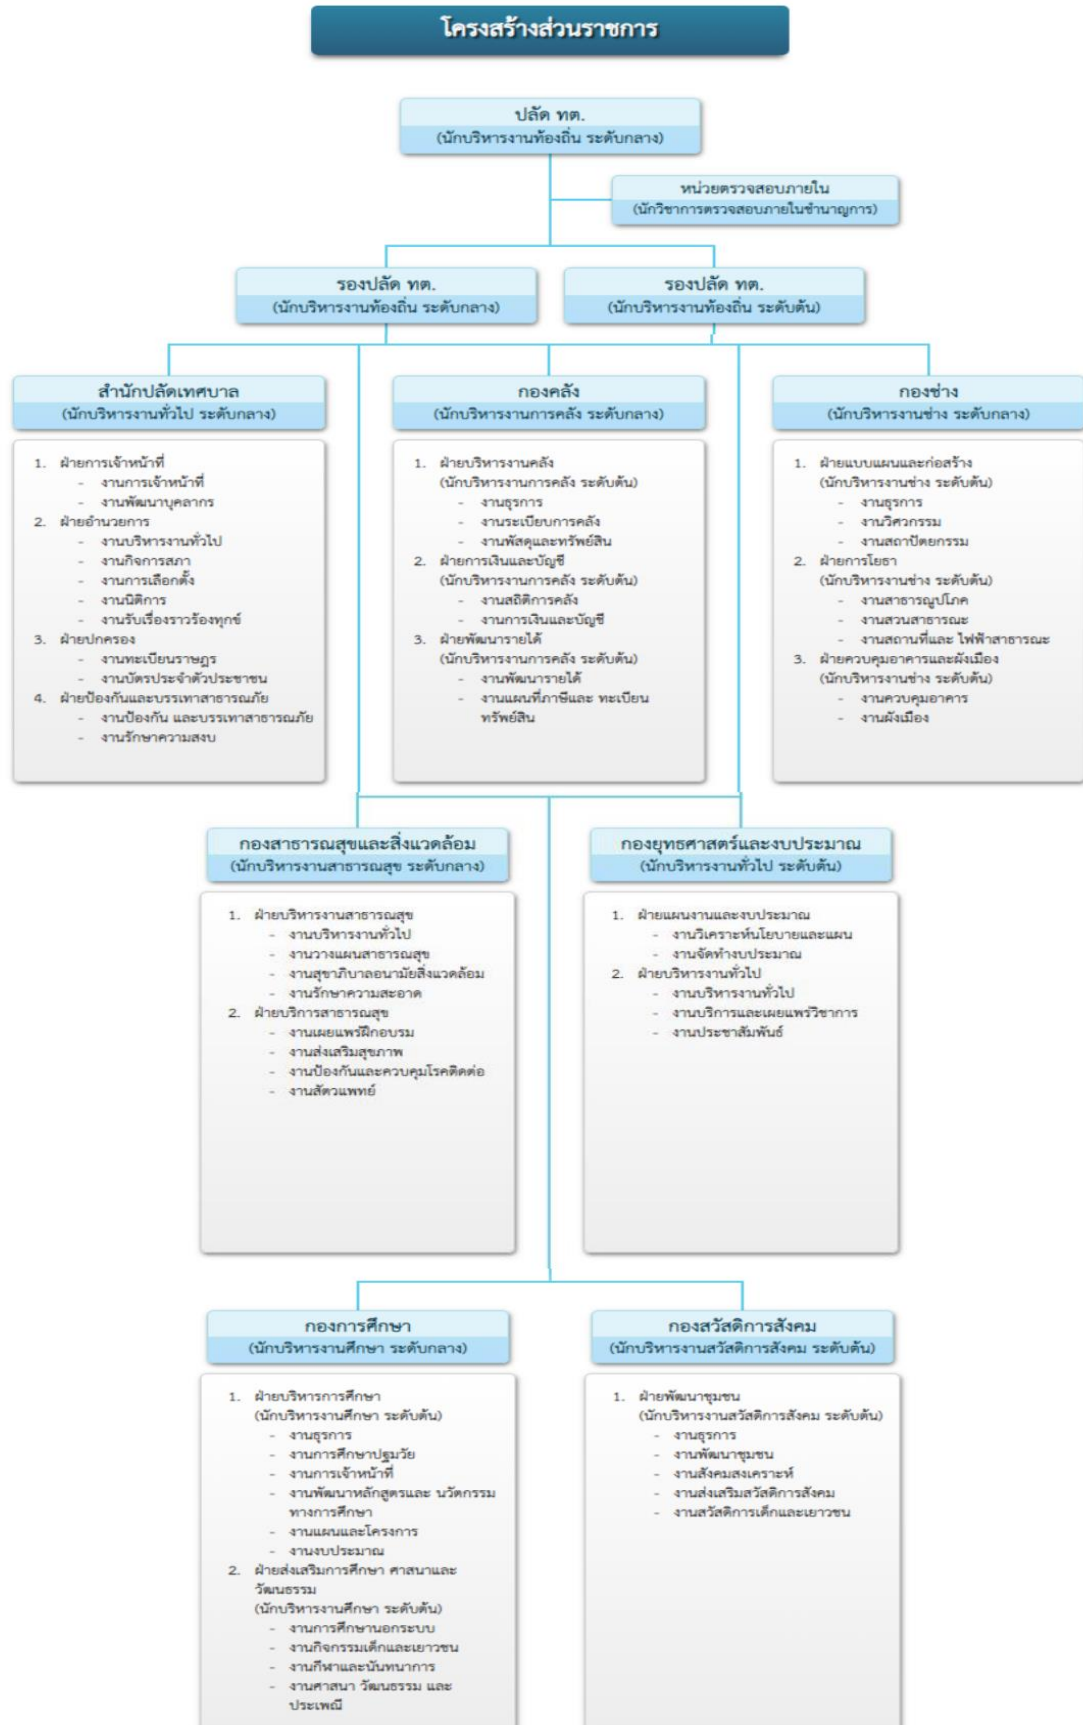 โครงสร้างส่วนราชการ
ปลัด ทต.
(นักบริหารงานท้องถิ่น ระดับกลาง)
หน่วยตรวจสอบภายใน
(นักวิชาการตรวจสอบภายในชำนาญการ)
รองปลัด ทต.
(นักบริหารงานท้องถิ่น ระดับกลาง)
รองปลัด ทต.
(นักบริหารงานท้องถิ่น ระดับต้น)
สำนักปลัดเทศบาล
(นักบริหารงานทั่วไป ระดับกลาง)
1. ฝ่ายการเจ้าหน้าที่
- งานการเจ้าหน้าที่
- งานพัฒนาบุคลากร
2. ฝ่ายอำนวยการ
- งานบริหารงานทั่วไป
- งานกิจการสภา
- งานการเลือกตั้ง
- งานนิติการ
- งานรับเรื่องราวร้องทุกข์
3. ฝ่ายปกครอง
- งานทะเบียนราษฎร
- งานบัตรประจำตัวประชาชน
4. ฝ่ายป้องกันและบรรเทาสาธารณภัย
- งานป้องกัน และบรรเทาสาธารณภัย
- งานรักษาความสงบ
กองคลัง
(นักบริหารงานการคลัง ระดับกลาง)
1. ฝ่ายบริหารงานคลัง
(นักบริหารงานการคลัง ระดับต้น)
- งานธุรการ
- งานระเบียบการคลัง
- งานพัสดุและทรัพย์สิน
2. ฝ่ายการเงินและบัญชี
(นักบริหารงานการคลัง ระดับต้น)
- งานสถิติการคลัง
- งานการเงินและบัญชี
3. ฝ่ายพัฒนารายได้
(นักบริหารงานการคลัง ระดับต้น)
- งานพัฒนารายได้
- งานแผนที่ภาษีและ ทะเบียน
ทรัพย์สิน
กองช่าง
(นักบริหารงานช่าง ระดับกลาง)
1. ฝ่ายแบบแผนและก่อสร้าง
(นักบริหารงานช่าง ระดับต้น)
- งานธุรการ
- งานวิศวกรรม
- งานสถาปัตยกรรม
2. ฝ่ายการโยธา
(นักบริหารงานช่าง ระดับต้น)
- งานสาธารณูปโภค
- งานสวนสาธารณะ
- งานสถานที่และ ไฟฟ้าสาธารณะ
3. ฝ่ายควบคุมอาคารและผังเมือง
(นักบริหารงานช่าง ระดับต้น)
- งานควบคุมอาคาร
- งานผังเมือง
กองสาธารณสุขและสิ่งแวดล้อม
(นักบริหารงานสาธารณสุข ระดับกลาง)
1. ฝ่ายบริหารงานสาธารณสุข
- งานบริหารงานทั่วไป
- งานวางแผนสาธารณสุข
- งานสุขาภิบาลอนามัยสิ่งแวดล้อม
- งานรักษาความสะอาด
2. ฝ่ายบริการสาธารณสุข
- งานเผยแพร่ฝึกอบรม
- งานส่งเสริมสุขภาพ
- งานป้องกันและควบคุมโรคติดต่อ
- งานสัตวแพทย์
กองยุทธศาสตร์และงบประมาณ
(นักบริหารงานทั่วไป ระดับต้น)
1. ฝ่ายแผนงานและงบประมาณ
- งานวิเคราะห์นโยบายและแผน
- งานจัดทำงบประมาณ
2. ฝ่ายบริหารงานทั่วไป
- งานบริหารงานทั่วไป
- งานบริการและเผยแพร่วิชาการ
- งานประชาสัมพันธ์
กองการศึกษา
(นักบริหารงานศึกษา ระดับกลาง)
1. ฝ่ายบริหารการศึกษา
(นักบริหารงานศึกษา ระดับต้น)
- งานธุรการ
- งานการศึกษาปฐมวัย
- งานการเจ้าหน้าที่
- งานพัฒนาหลักสูตรและ นวัตกรรม
ทางการศึกษา
- งานแผนและโครงการ
- งานงบประมาณ
2. ฝ่ายส่งเสริมการศึกษา ศาสนาและ
วัฒนธรรม
(นักบริหารงานศึกษา ระดับต้น)
- งานการศึกษานอกระบบ
- งานกิจกรรมเด็กและเยาวชน
- งานกีฬาและนันทนาการ
- งานศาสนา วัฒนธรรม และ
ประเพณี
กองสวัสดิการสังคม
(นักบริหารงานสวัสดิการสังคม ระดับต้น)
1. ฝ่ายพัฒนาชุมชน
(นักบริหารงานสวัสดิการสังคม ระดับต้น)
- งานธุรการ
- งานพัฒนาชุมชน
- งานสังคมสงเคราะห์
- งานส่งเสริมสวัสดิการสังคม
- งานสวัสดิการเด็กและเยาวชน